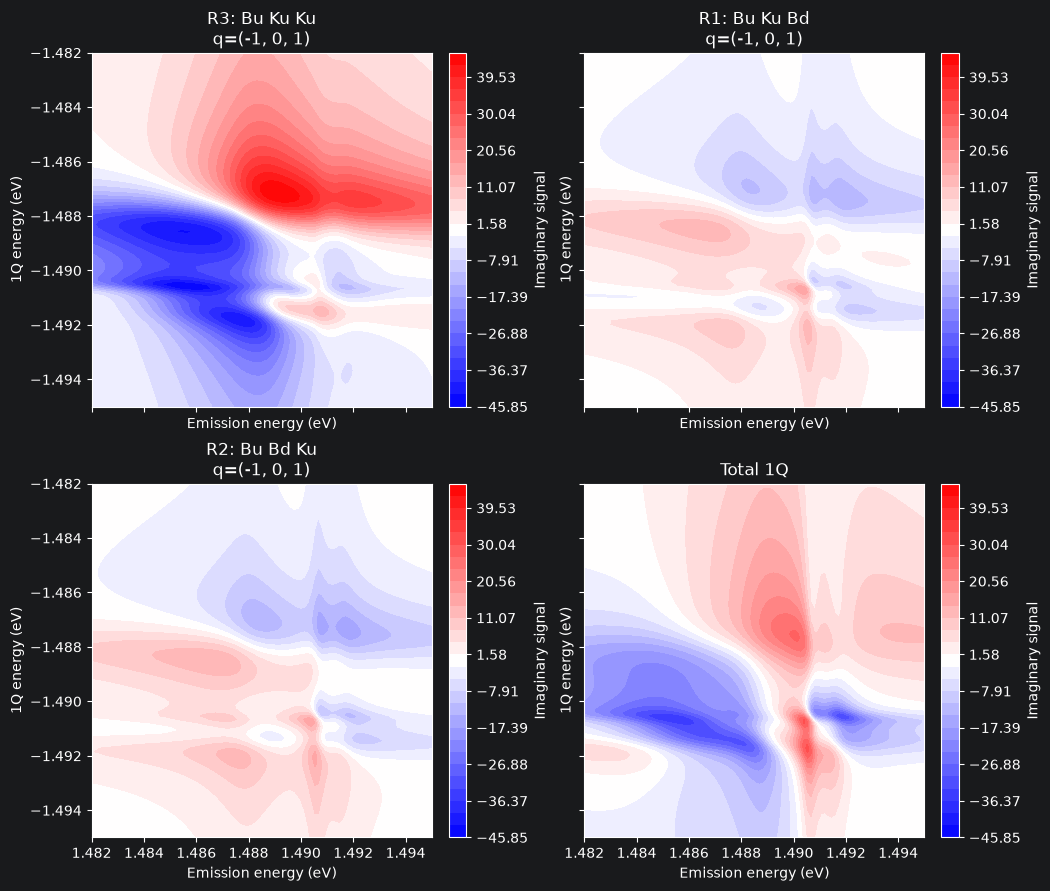 R3: Bu Ku Ku
q=(-1, 0, 1)
−1.482
−1.484
−1.486
−1.488
−1.490
−1.492
−1.494
1Q energy (eV)
Emission energy (eV)
39.53
30.04
20.56
11.07
1.58
−7.91
−17.39
−26.88
−36.37
−45.85
Imaginary signal
R1: Bu Ku Bd
q=(-1, 0, 1)
1Q energy (eV)
Emission energy (eV)
39.53
30.04
20.56
11.07
1.58
−7.91
−17.39
−26.88
−36.37
−45.85
Imaginary signal
R2: Bu Bd Ku
q=(-1, 0, 1)
−1.482
−1.484
−1.486
−1.488
−1.490
−1.492
−1.494
1Q energy (eV)
1.482 1.484 1.486 1.488 1.490 1.492 1.494
Emission energy (eV)
39.53
30.04
20.56
11.07
1.58
−7.91
−17.39
−26.88
−36.37
−45.85
Imaginary signal
Total 1Q
1Q energy (eV)
1.482 1.484 1.486 1.488 1.490 1.492 1.494
Emission energy (eV)
39.53
30.04
20.56
11.07
1.58
−7.91
−17.39
−26.88
−36.37
−45.85
Imaginary signal